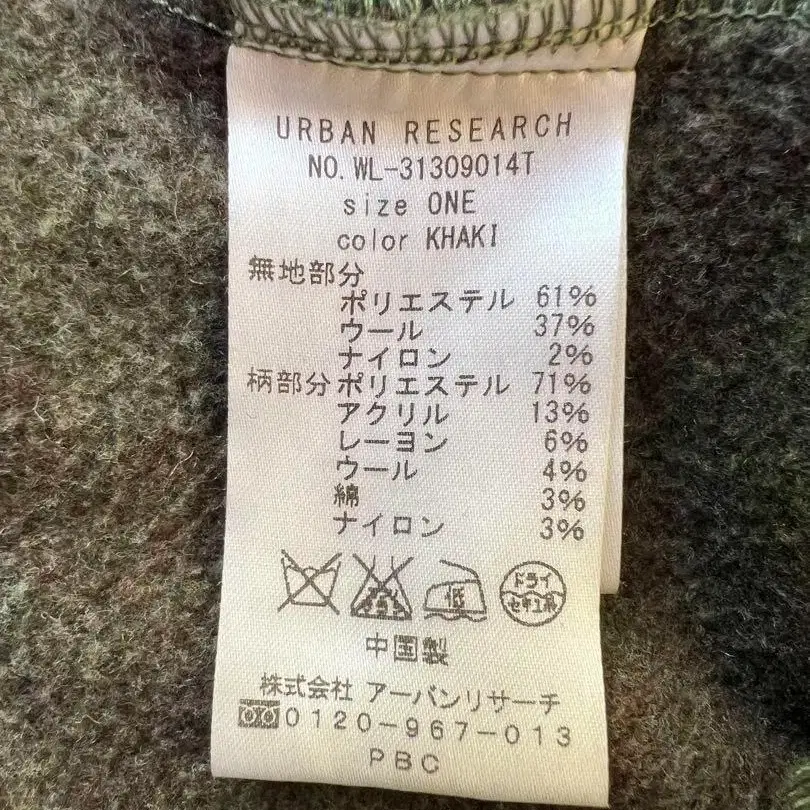 URBAN RESEARCH
NO. WL-31309014T
size ONE
color KHAKI
無地部分
ポリエステル 61%
ウール 37%
ナイロン 2%
柄部分 ポリエステル 71%
アクリル 13%
レーヨン 6%
ウール 4%
綿 3%
ナイロン 3%
低 ドライ
セキユ系
中国製
株式会社 アーバンリサーチ
0120-967-013
PBC